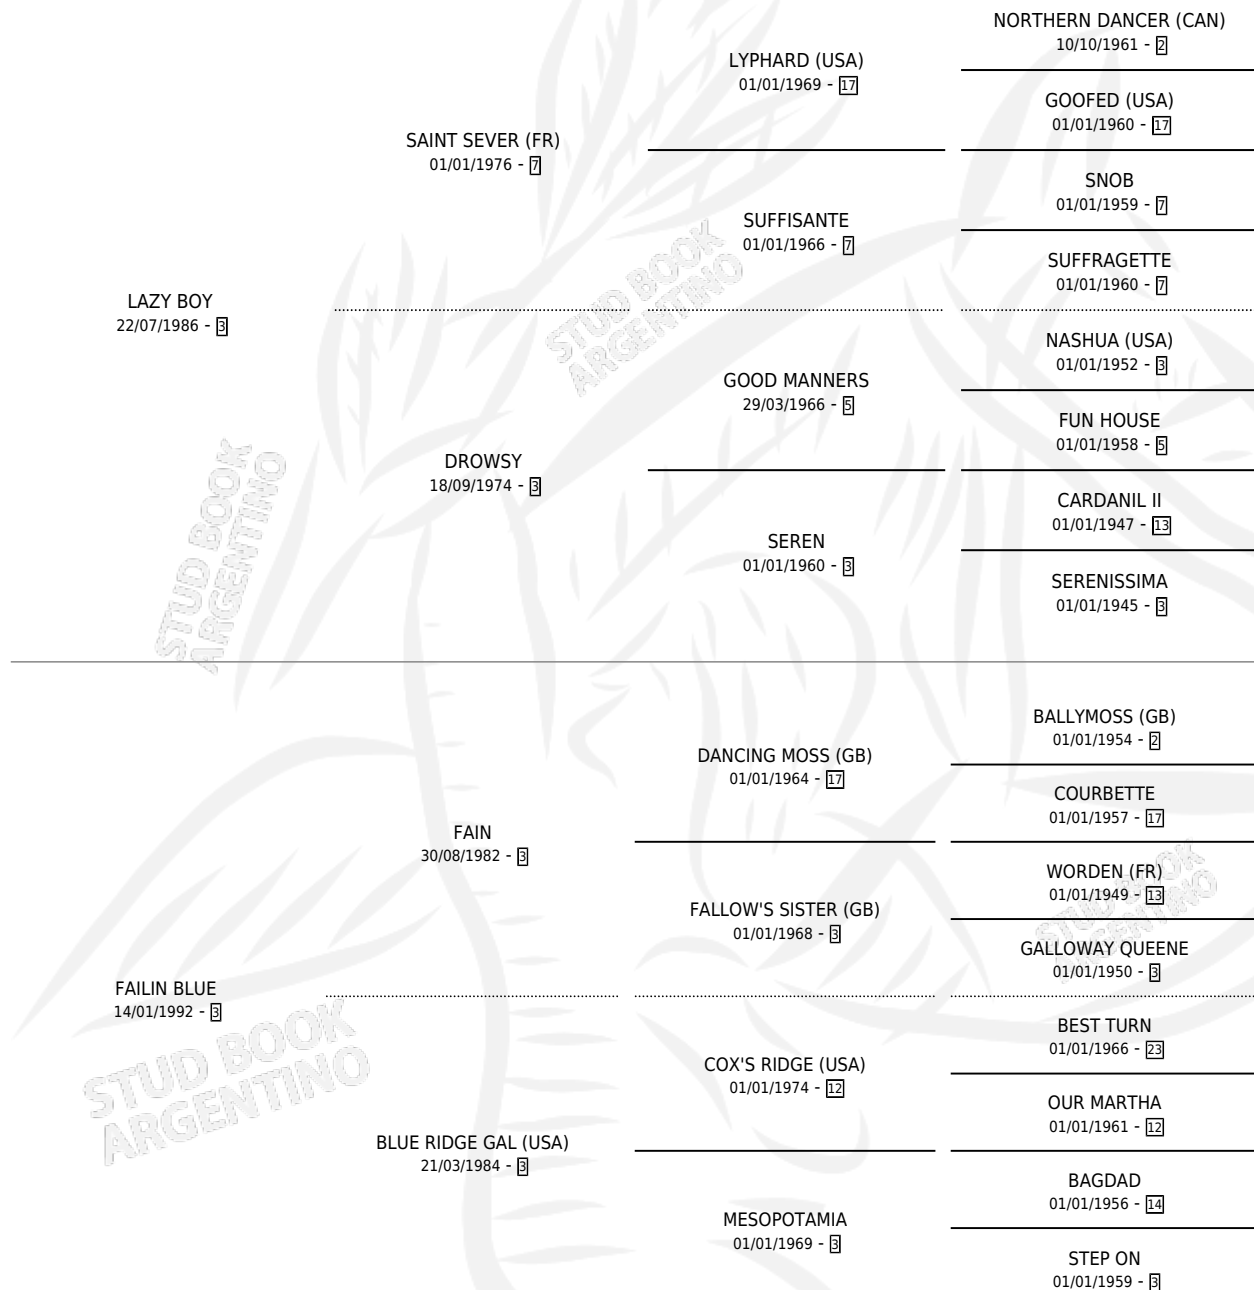 NORTHERN DANCER (CAN)
10/10/1961 - 2
LYPHARD (USA)
01/01/1969 - 17
GOOFED (USA)
01/01/1960 - 17
SAINT SEVER (FR)
01/01/1976 - 7
SNOB
01/01/1959 - 7
SUFFISANTE
01/01/1966 - 7
SUFFRAGETTE
01/01/1960 - 7
LAZY BOY
22/07/1986 - 3
STUD BOOK
ARGENTINO
NASHUA (USA)
01/01/1952 - 3
GOOD MANNERS
29/03/1966 - 5
FUN HOUSE
01/01/1958 - 5
DROWSY
18/09/1974 - 3
CARDANIL II
01/01/1947 - 13
SEREN
01/01/1960 - 3
SERENISSIMA
01/01/1945 - 3
STUD BOOK
ARGENTINO
BALLYMOSS (GB)
01/01/1954 - 2
DANCING MOSS (GB)
01/01/1964 - 17
COURBETTE
01/01/1957 - 17
FAIN
30/08/1982 - 3
WORDEN (FR)
01/01/1949 - 13
STUD BOOK
ARGENTINO
FALLOW'S SISTER (GB)
01/01/1968 - 3
GALLOWAY QUEENE
01/01/1950 - 3
FAILIN BLUE
14/01/1992 - 3
STUD BOOK
ARGENTINO
BEST TURN
01/01/1966 - 23
COX'S RIDGE (USA)
01/01/1974 - 12
OUR MARTHA
01/01/1961 - 12
BLUE RIDGE GAL (USA)
21/03/1984 - 3
BAGDAD
01/01/1956 - 14
MESOPOTAMIA
01/01/1969 - 3
STEP ON
01/01/1959 - 3